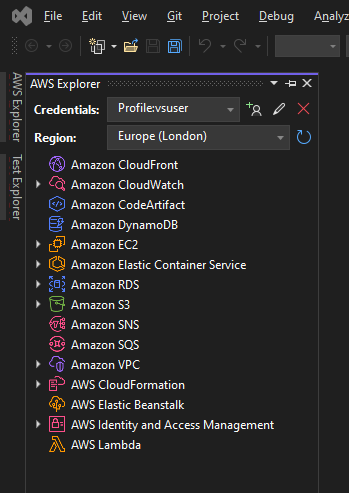 File Edit View Git Project Debug Analyz
AWS Explorer
Test Explorer
AWS Explorer
Credentials: Profile:vsuser
Region: Europe (London)
Amazon CloudFront
Amazon CloudWatch
Amazon CodeArtifact
Amazon DynamoDB
Amazon EC2
Amazon Elastic Container Service
Amazon RDS
Amazon S3
Amazon SNS
Amazon SQS
Amazon VPC
AWS CloudFormation
AWS Elastic Beanstalk
AWS Identity and Access Management
AWS Lambda